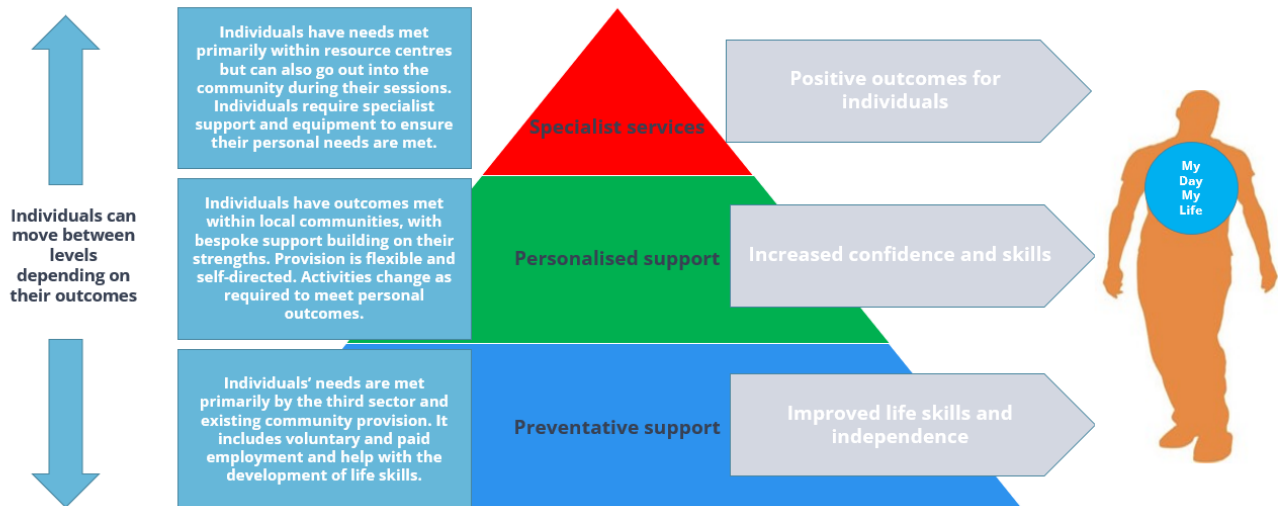 Individuals can
move between
levels
depending on
their outcomes
Individuals have needs met
primarily within resource centres
but can also go out into the
community during their sessions.
Individuals require specialist
support and equipment to ensure
their personal needs are met.
Specialist services
Positive outcomes for
individuals
Individuals have outcomes met
within local communities, with
bespoke support building on their
strengths. Provision is flexible and
self-directed. Activities change as
required to meet personal
outcomes.
Personalised support
Increased confidence and skills
Individuals’ needs are met
primarily by the third sector and
existing community provision. It
includes voluntary and paid
employment and help with the
development of life skills.
Preventative support
Improved life skills and
independence
My
Day
My
Life